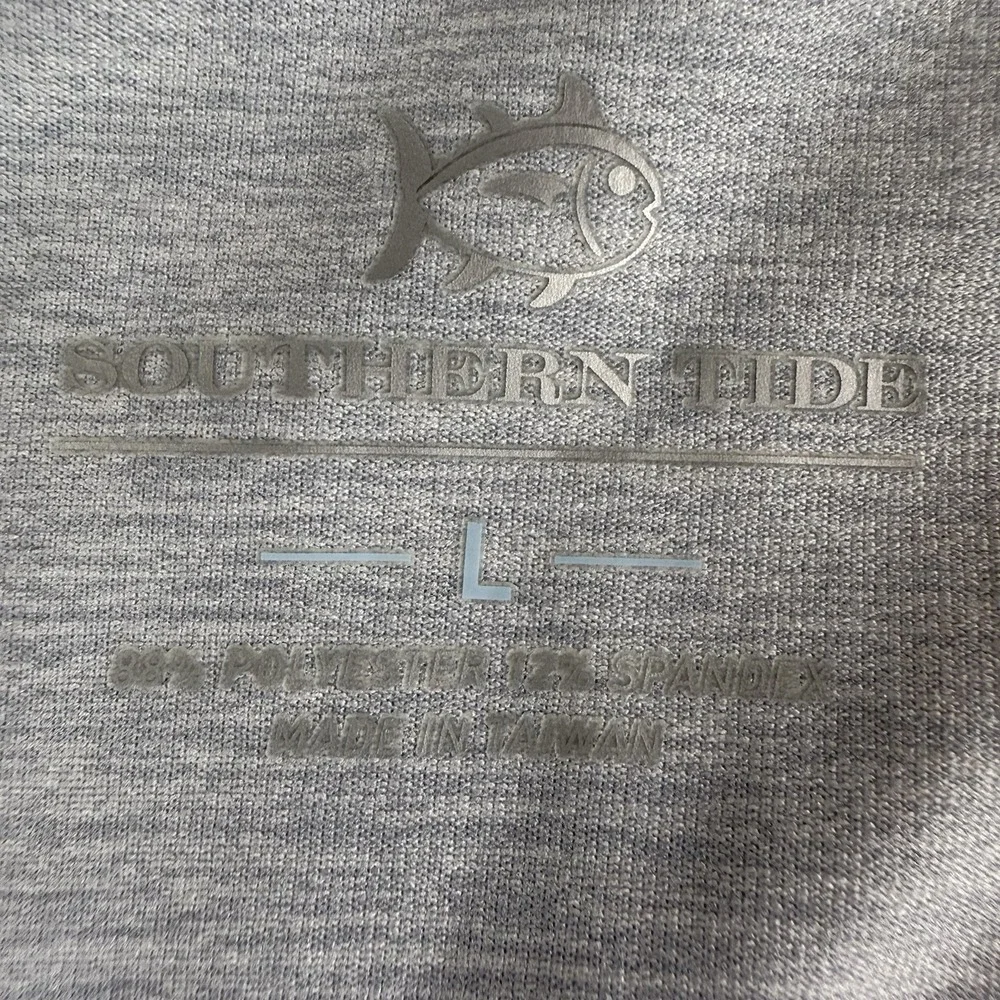 SOUTHERN TIDE
L
88% POLYESTER 12% SPANDEX
MADE IN TAIWAN